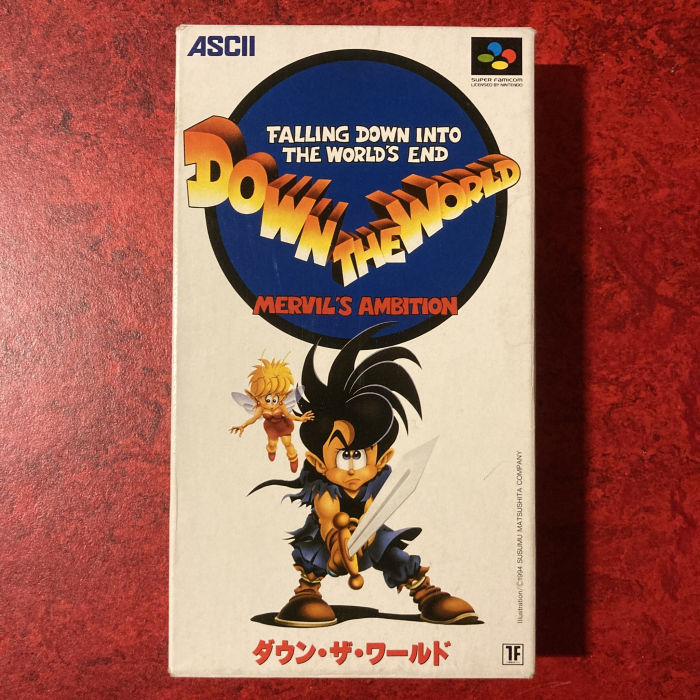 ASCII
SUPER FAMICOM
LICENSED BY NINTENDO
FALLING DOWN INTO
THE WORLD'S END
DOWN THE WORLD
MERVIL'S AMBITION
Illustration/©1994 SUSUMU MATSUSHITA COMPANY
ダウン・ザ・ワールド
1F